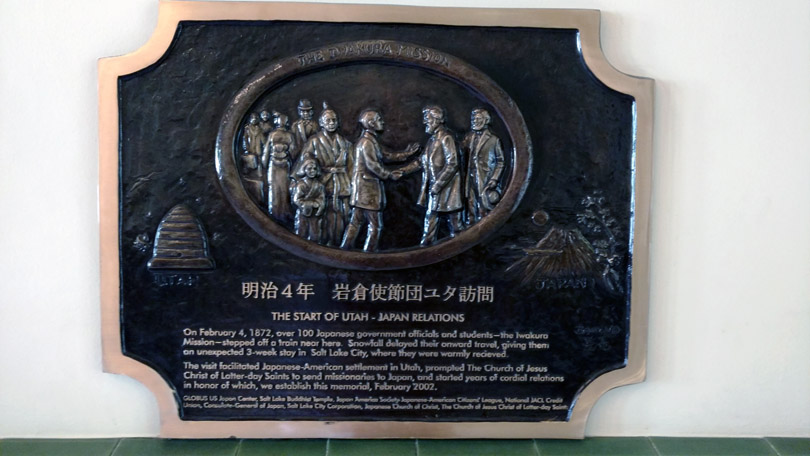 THE IWAKURA MISSION
UTAH
JAPAN
明治4年 岩倉使節団ユタ訪問
THE START OF UTAH - JAPAN RELATIONS
On February 4, 1872, over 100 Japanese government officials and students—the Iwakura
Mission—stepped off a train near here. Snowfall delayed their onward travel, giving them
an unexpected 3-week stay in Salt Lake City, where they were warmly recieved.
The visit facilitated Japanese-American settlement in Utah, prompted The Church of Jesus
Christ of Latter-day Saints to send missionaries to Japan, and started years of cordial relations
in honor of which, we establish this memorial, February 2002.
GLOBUS US Japan Center, Salt Lake Buddhist Temple, Japan America Society Japanese-American Citizens' League, National JACL Credit
Union, Consulate-General of Japan, Salt Lake City Corporation, Japanese Church of Christ, The Church of Jesus Christ of Latter-day Saint